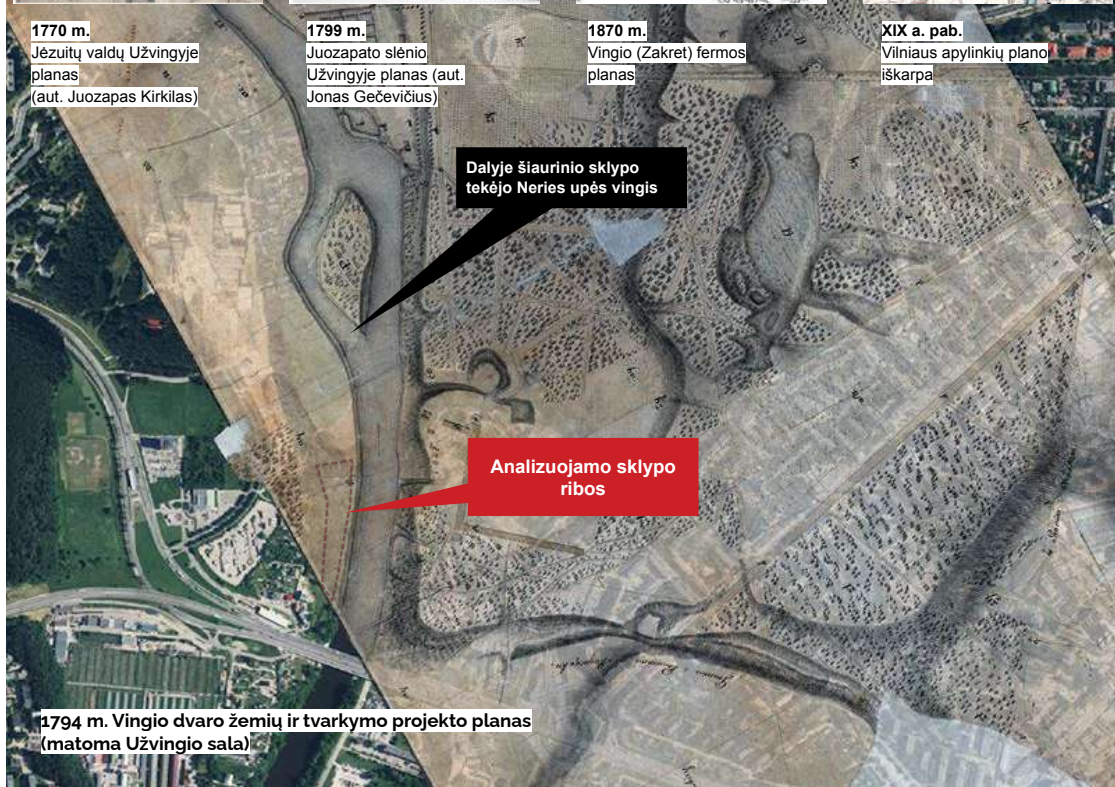 1770 m.
Jėzuitų valdų Užvingyje
planas
(aut. Juozapas Kirkilas)
1799 m.
Juozapato slėnio
Užvingyje planas (aut.
Jonas Gečevičius)
1870 m.
Vingio (Zakret) fermos
planas
XIX a. pab.
Vilniaus apylinkių plano
iškarpa
Dalyje šiaurinio sklypo
tekėjo Neries upės vingis
Analizuojamo sklypo
ribos
1794 m. Vingio dvaro žemių ir tvarkymo projekto planas
(matoma Užvingio sala)